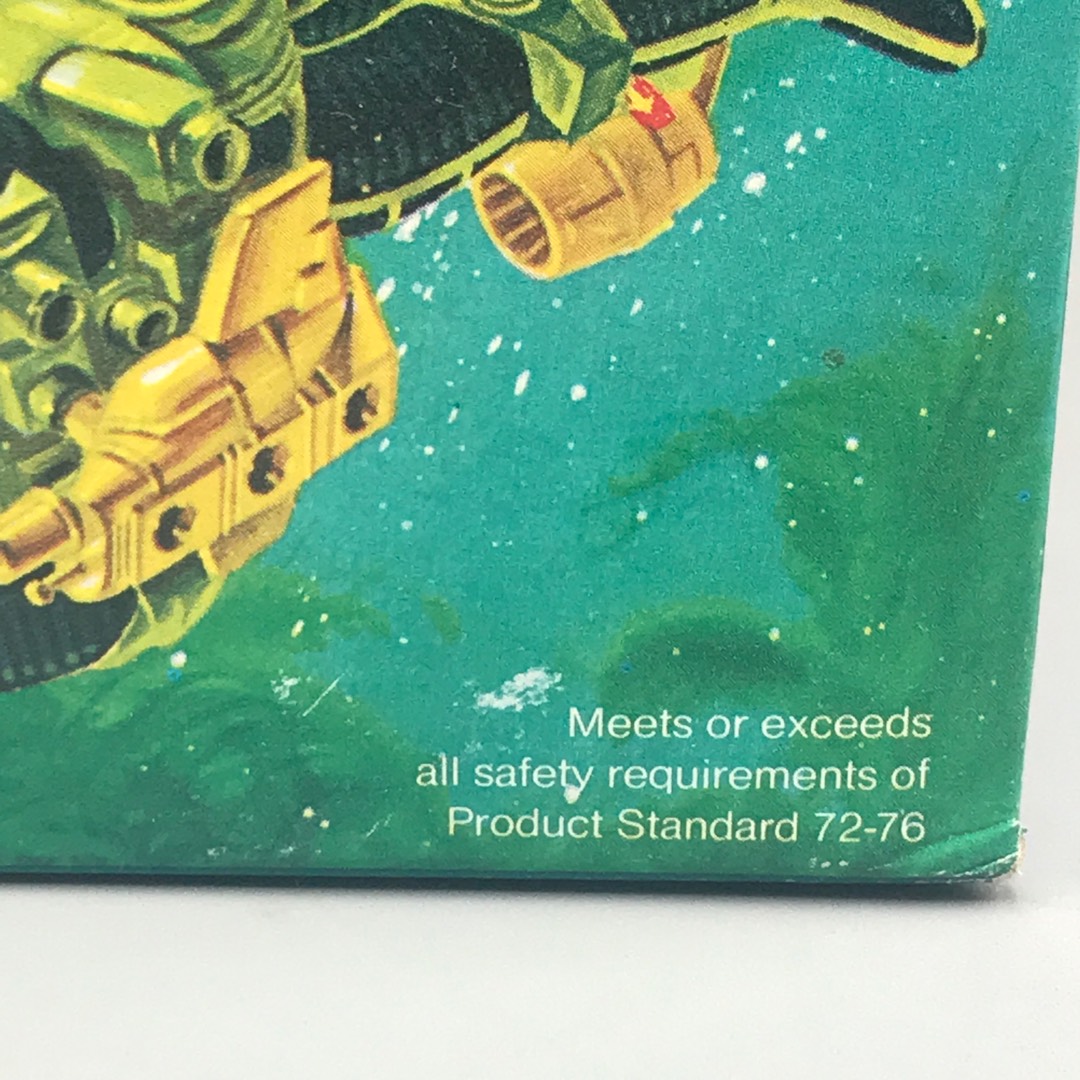 Meets or exceeds
all safety requirements of
Product Standard 72-76